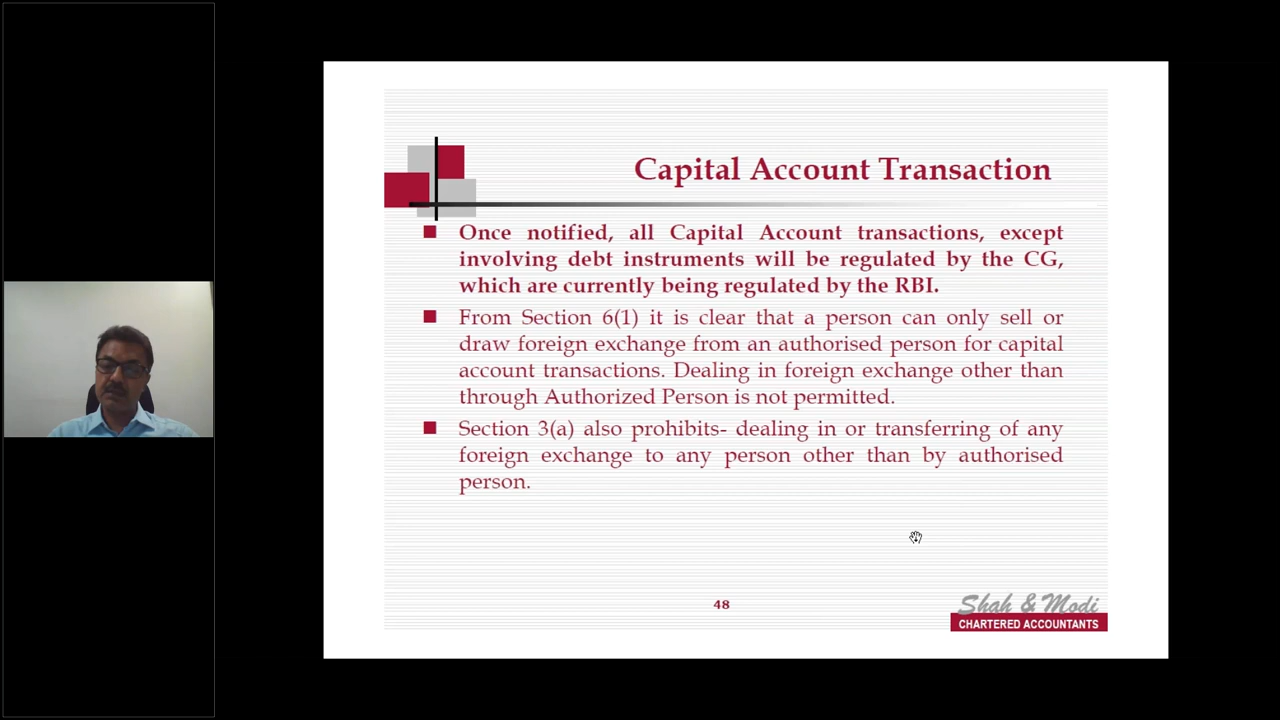 Capital Account Transaction
Once notified, all Capital Account transactions, except
involving debt instruments will be regulated by the CG,
which are currently being regulated by the RBI.
From Section 6(1) it is clear that a person can only sell or
draw foreign exchange from an authorised person for capital
account transactions. Dealing in foreign exchange other than
through Authorized Person is not permitted.
Section 3(a) also prohibits- dealing in or transferring of any
foreign exchange to any person other than by authorised
person.
48
Shah & Modi
CHARTERED ACCOUNTANTS